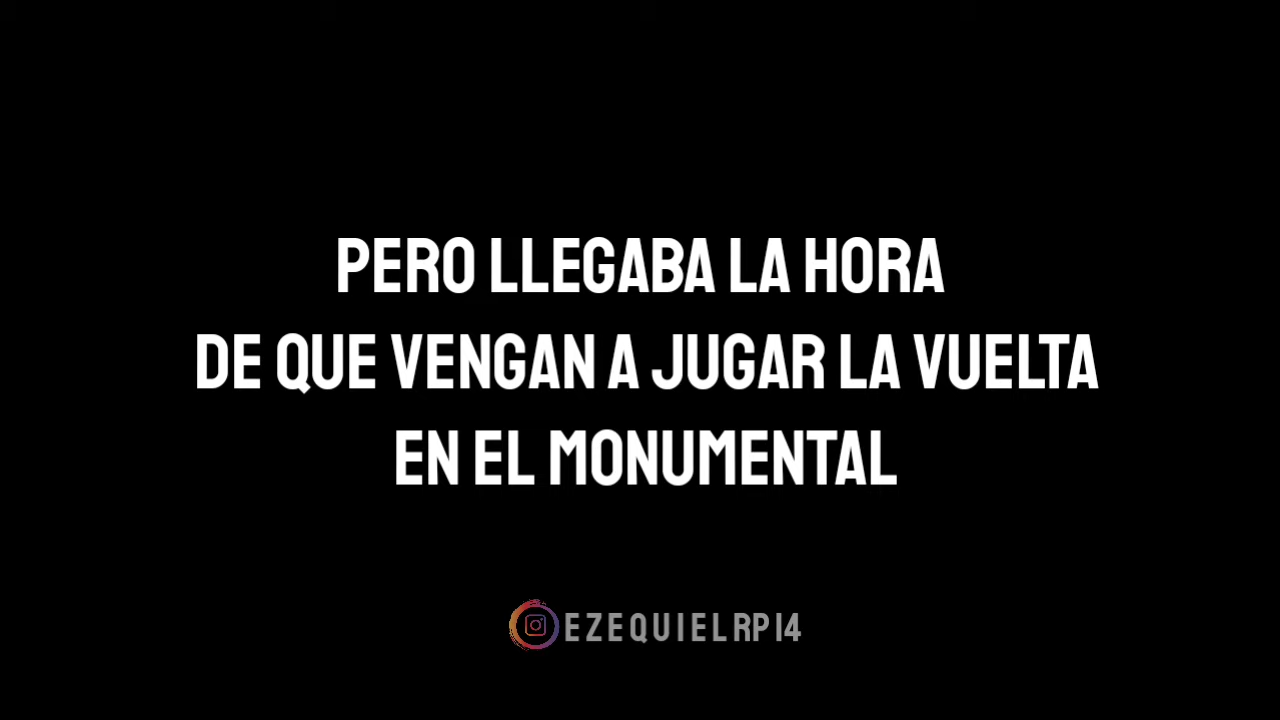 PERO LLEGABA LA HORA
DE QUE VENGAN A JUGAR LA VUELTA
EN EL MONUMENTAL
EZEQUIELRP14